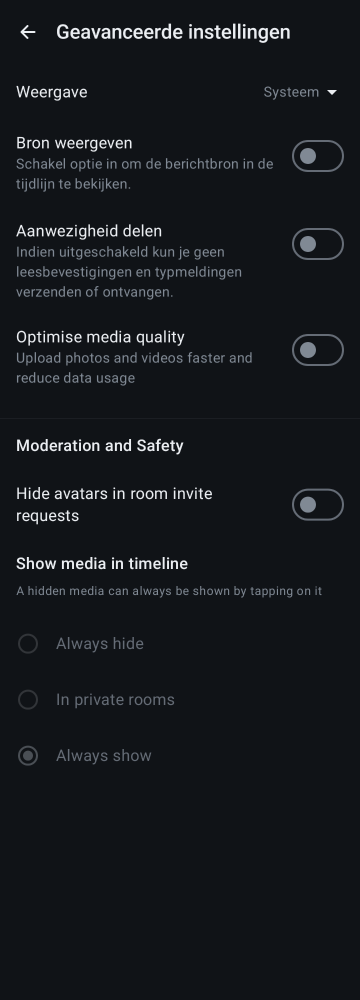 Geavanceerde instellingen
Weergave
Systeem
Bron weergeven
Schakel optie in om de berichtbron in de
tijdlijn te bekijken.
Aanwezigheid delen
Indien uitgeschakeld kun je geen
leesbevestigingen en typmeldingen
verzenden of ontvangen.
Optimise media quality
Upload photos and videos faster and
reduce data usage
Moderation and Safety
Hide avatars in room invite
requests
Show media in timeline
A hidden media can always be shown by tapping on it
Always hide
In private rooms
Always show